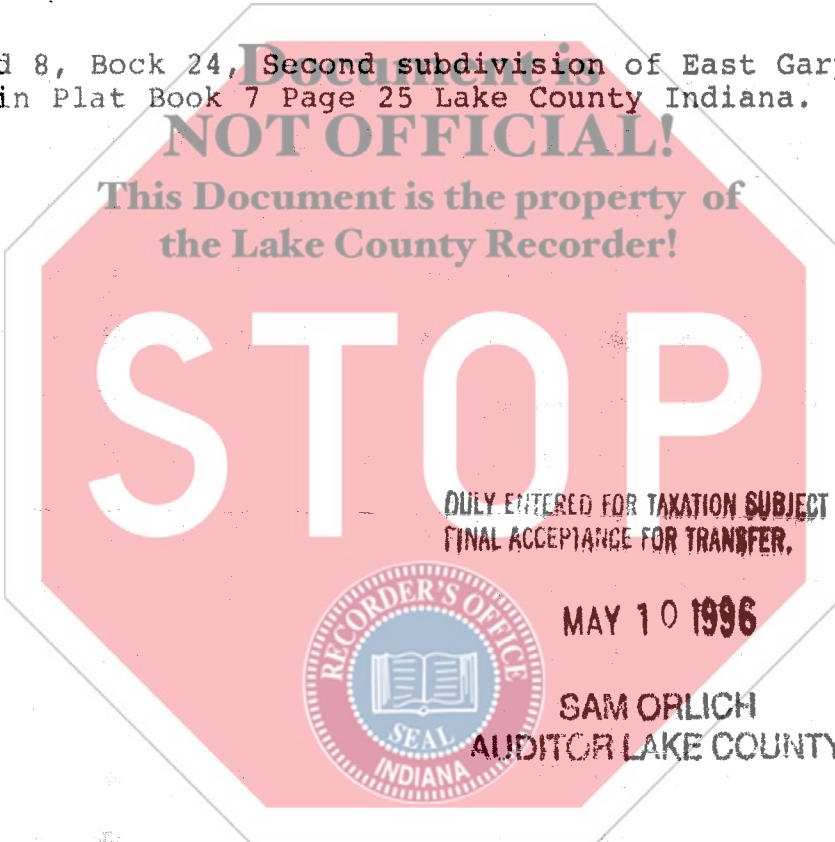 d 8, Bock 24, Second subdivision of East Gary
in Plat Book 7 Page 25 Lake County Indiana.
Document is
NOT OFFICIAL!
This Document is the property of
the Lake County Recorder!
STOP
DULY ENTERED FOR TAXATION SUBJECT
FINAL ACCEPTANCE FOR TRANSFER.
MAY 10 1996
SAM ORLICH
AUDITOR LAKE COUNTY
RECORDER'S OFFICE
SEAL
INDIANA